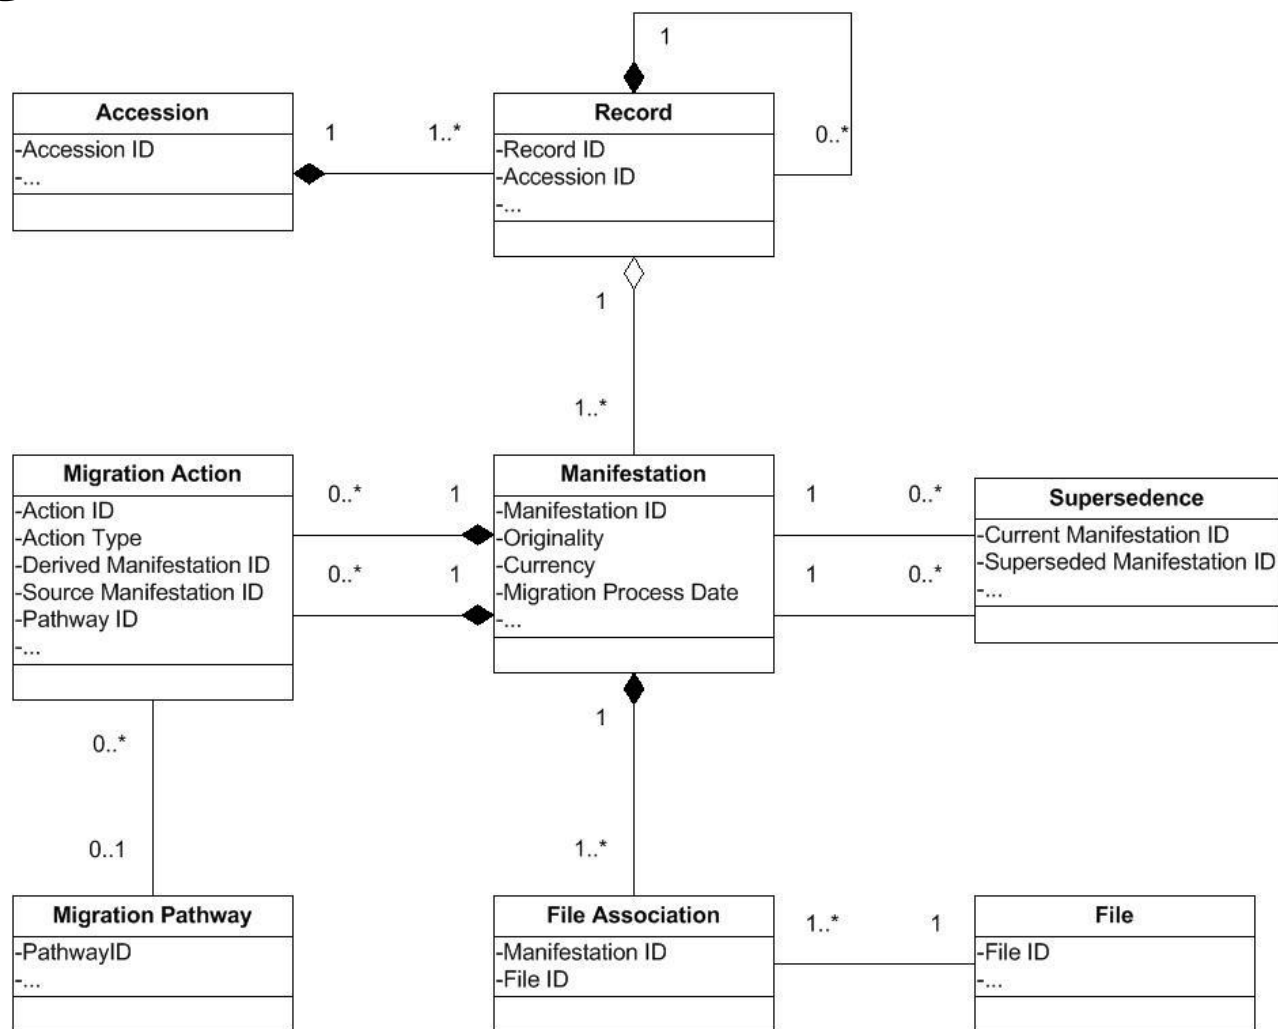 1
Accession
-Accession ID
-...
1
1..*
Record
-Record ID
-Accession ID
-...
0..*
1
1..*
Migration Action
-Action ID
-Action Type
-Derived Manifestation ID
-Source Manifestation ID
-Pathway ID
-...
0..*
1
0..*
1
Manifestation
-Manifestation ID
-Originality
-Currency
-Migration Process Date
-...
1
0..*
1
0..*
Supersedence
-Current Manifestation ID
-Superseded Manifestation ID
-...
0..*
0..1
1
1..*
Migration Pathway
-PathwayID
-...
File Association
-Manifestation ID
-File ID
1..*
1
File
-File ID
-...